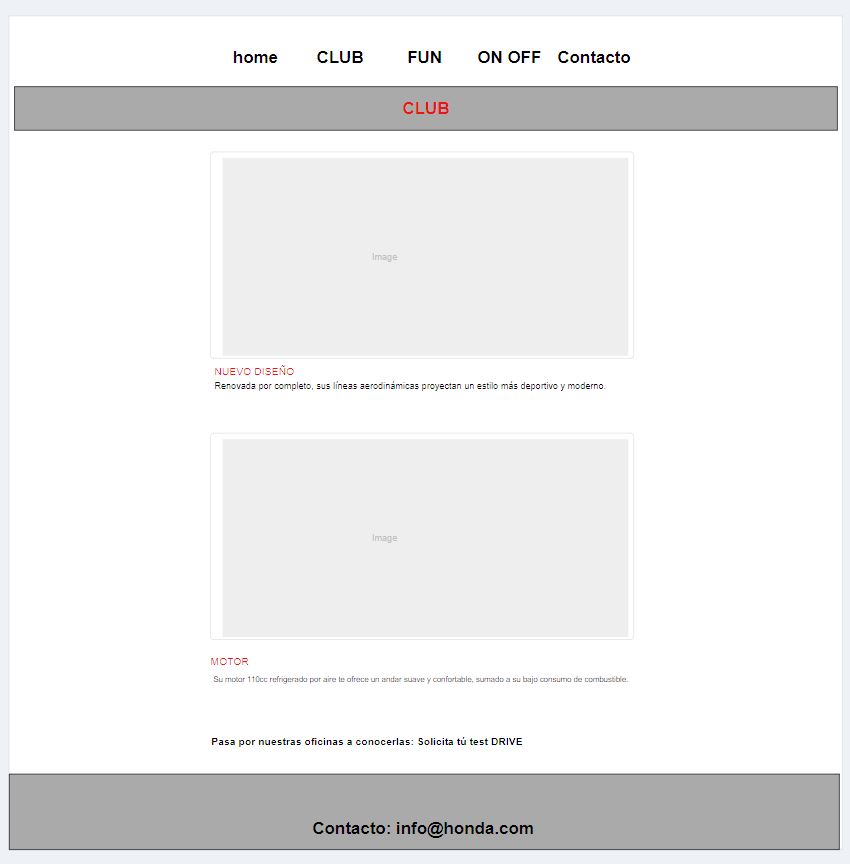 home CLUB FUN ON OFF Contacto
CLUB
Image
NUEVO DISEÑO
Renovada por completo, sus líneas aerodinámicas proyectan un estilo más deportivo y moderno.
Image
MOTOR
Su motor 110cc refrigerado por aire te ofrece un andar suave y confortable, sumado a su bajo consumo de combustible.
Pasa por nuestras oficinas a conocerlas: Solicita tú test DRIVE
Contacto: info@honda.com